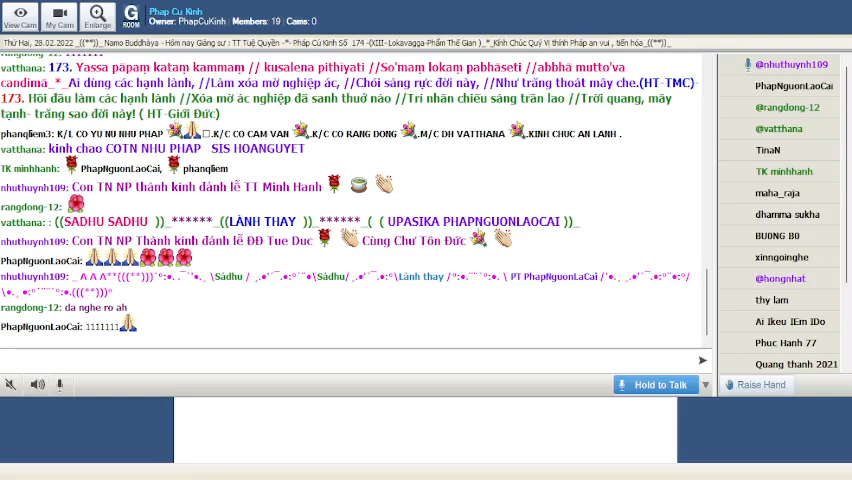 Phap Cu Kinh
Owner: PhapCuKinh Members: 19 | Cams: 0
View Cam My Cam Enlarge G ROOM
Thứ Hai, 28.02.2022 _((**))_ Namo Buddhàya - Hôm nay Giảng sư : TT Tuệ Quyền -*- Pháp Cú Kinh Số 174 -(XIII-Lokavagga-Phẩm Thế Gian )_*_Kính Chúc Quý Vị thính Pháp an vui , tiến hóa _((**))_
vatthana: 173. Yassa pāpaṃ kataṃ kammaṃ // kusalena pithīyati //So'maṃ lokaṃ pabhāseti //abbhā mutto'va
candimā_*_Ai dùng các hạnh lành, //Làm xóa mờ nghiệp ác, //Chói sáng rực đời này, //Như trăng thoát mây che.(HT-TMC)-
173. Hồi đầu làm các hạnh lành //Xóa mờ ác nghiệp đã sanh thuở nào //Trí nhân chiếu sáng trần lao //Trời quang, mây
tạnh- trăng sao đời này! ( HT-Giới Đức)
phanqliem3: K/L CO YU NU NHU PHAP .K/C CO CAM VAN .K/C CO RANG DONG .M/C DH VATTHANA .KINH CHUC AN LANH .
vatthana: kinh chao COTN NHU PHAP SIS HOANGUYET
TK minhhanh: PhapNguonLaoCai, phanqliem
nhuthuynh109: Con TN NP thành kính đảnh lễ TT Minh Hanh
rangdong-12:
vatthana: : ((SADHU SADHU ))_******_((LÀNH THAY ))_******_( ( UPASIKA PHAPNGUONLAOCAI ))_
nhuthuynh109: Con TN NP Thành kính đảnh lễ ĐĐ Tue Duc Cùng Chư Tôn Đức
PhapNguonLaoCai:
nhuthuynh109: Sàdhu Sàdhu Lành thay PT PhapNguonLaCai
rangdong-12: da nghe ro ah
PhapNguonLaoCai: 1111111
Hold to Talk
@nhuthuynh109
PhapNguonLaoCai
@rangdong-12
@vatthana
TinaN
TK minhhanh
maha_raja
dhamma sukha
BU0NG B0
xinngoinghe
@hongnhat
thy lam
Ai Ikeu IEm IDo
Phuc Hanh 77
Quang thanh 2021
Raise Hand